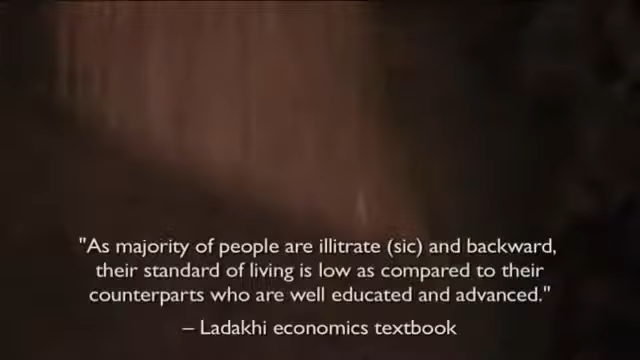 "As majority of people are illitrate (sic) and backward,
their standard of living is low as compared to their
counterparts who are well educated and advanced."
– Ladakhi economics textbook